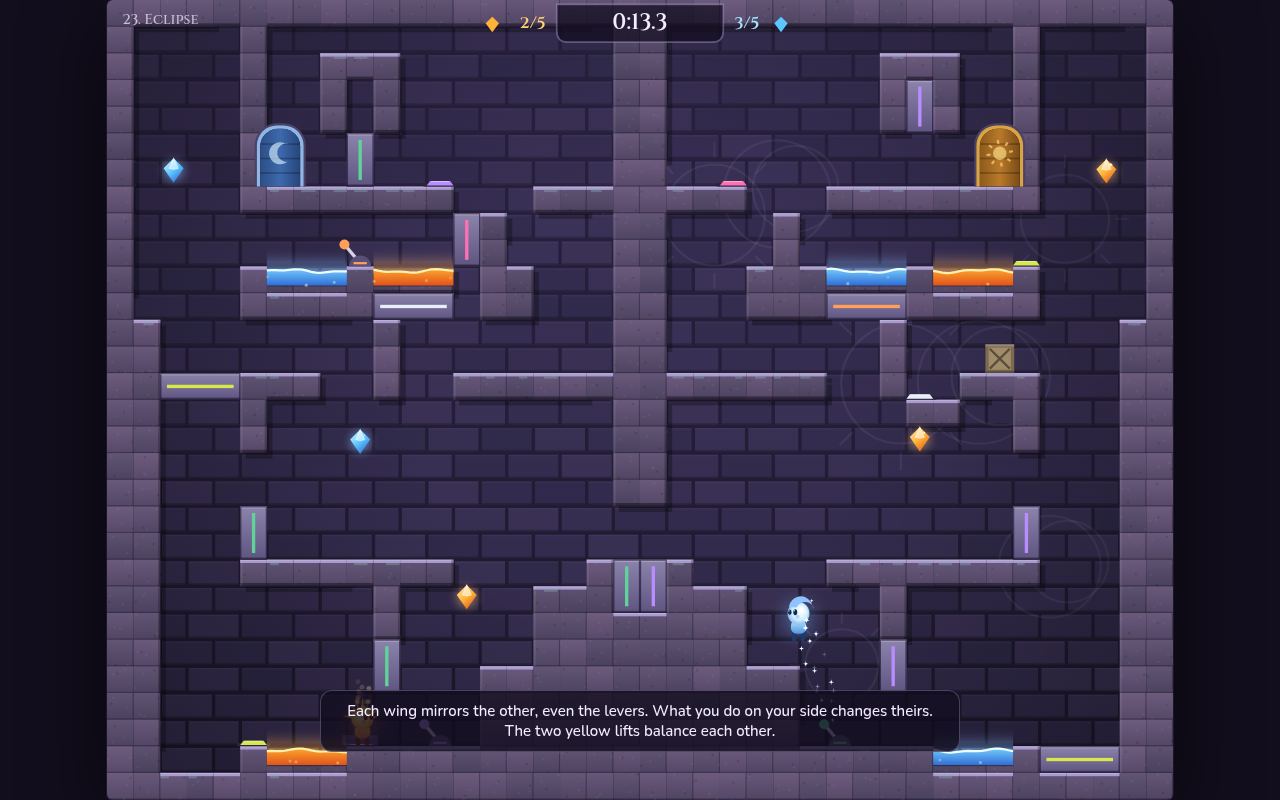 23. Eclipse
2/5
0:13.3
3/5
Each wing mirrors the other, even the levers. What you do on your side changes theirs.
The two yellow lifts balance each other.